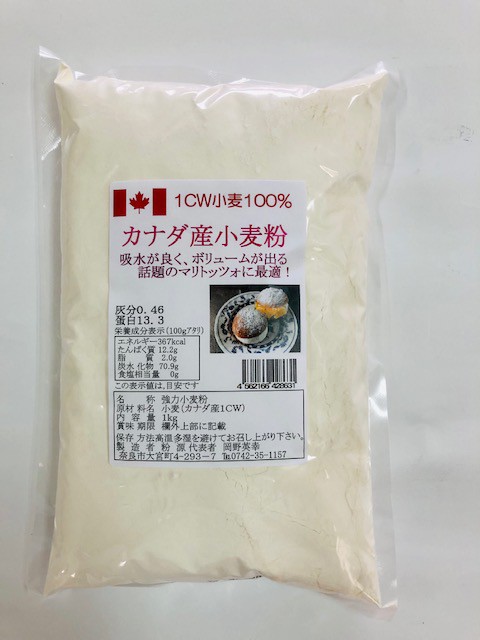 1CW小麦100%
カナダ産小麦粉
吸水が良く、ボリュームが出る
話題のマリトッツォに最適！
灰分0.46
蛋白13.3
栄養成分表示(100gアタリ)
エネルギー367kcal
たんぱく質 12.2g
脂　　質 2.0g
炭水 化物 70.9g
食塩相当量 0g
この表示値は、目安です
4562166428631
名　　称 強力小麦粉
原材 料名 小麦(カナダ産1CW)
内 容 量 1kg
賞味 期限 欄外上部に記載
保存 方法高温多湿を避けてお召し上がり下さい。
製 造 者 粉 源 代表者 岡野英幸
奈良市大宮町4-293-7 ℡0742-35-1157